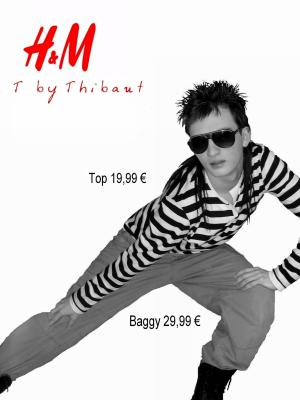 H&M
T by Thibaut
Top 19,99 €
Baggy 29,99 €